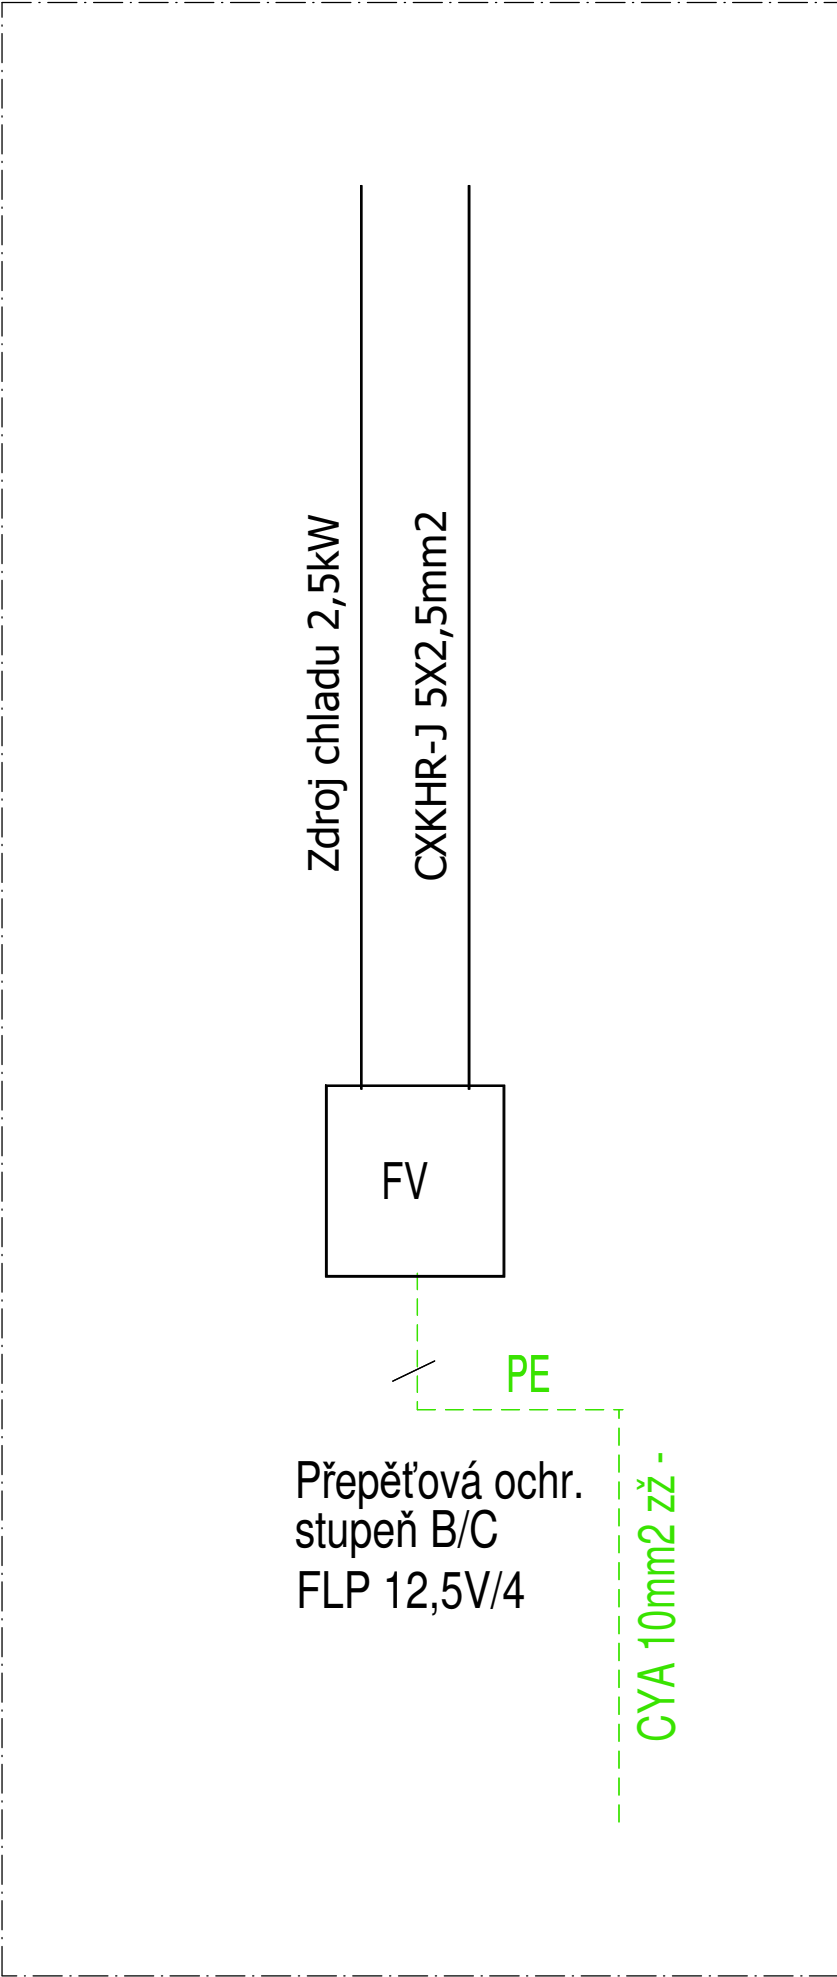 Zdroj chladu 2,5kW
CXKHR-J 5X2,5mm2
FV
PE
Přepěťová ochr.
stupeň B/C
FLP 12,5V/4
CYA 10mm2 zž -